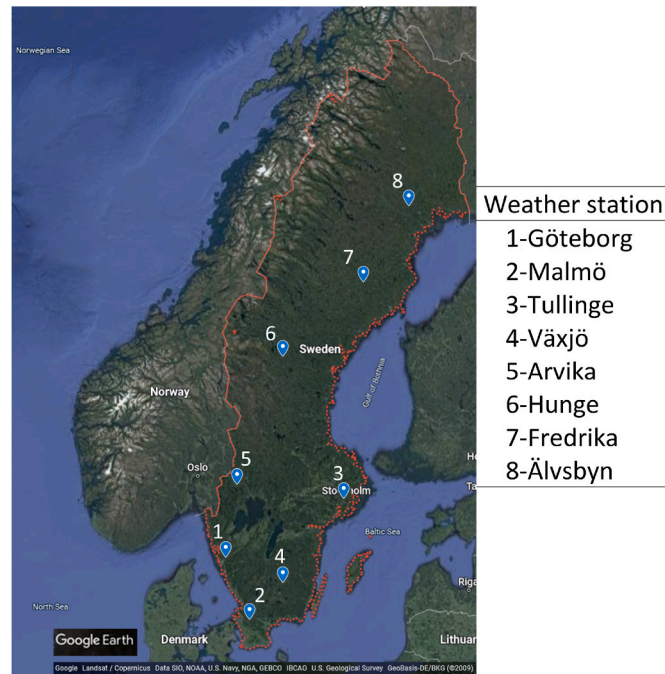 Norwegian Sea
8
7
6
Sweden
Norway
Gulf of Bothnia
Oslo
5
3
He
Stockholm
Ta
1
4
Baltic Sea
2
Riga
North Sea
Google Earth
Denmark
Lithuan
Google Landsat / Copernicus Data SIO, NOAA, U.S. Navy, NGA, GEBCO IBCAO U.S. Geological Survey GeoBasis-DE/BKG (©2009)
Weather station
1-Göteborg
2-Malmö
3-Tullinge
4-Växjö
5-Arvika
6-Hunge
7-Fredrika
8-Älvsbyn